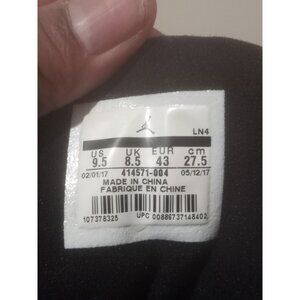 LN4
US UK EUR cm
9.5 8.5 43 27.5
02/01/17 414571-004 05/12/17
MADE IN CHINA
FABRIQUE EN CHINE
107378325 UPC 00886737148402